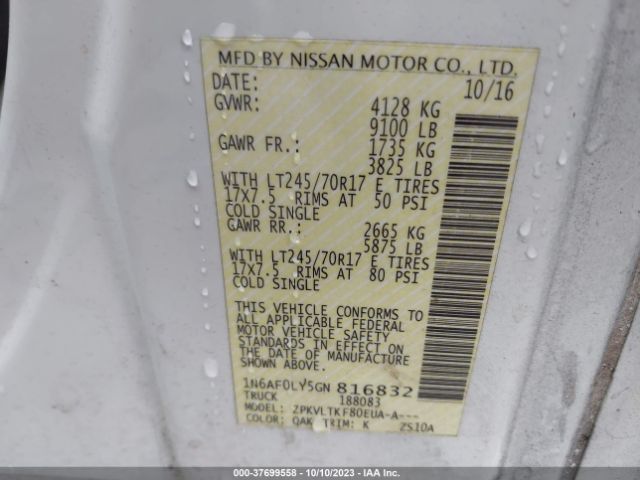 MFD BY NISSAN MOTOR CO., LTD.
DATE: 10/16
GVWR: 4128 KG
9100 LB
GAWR FR.: 1735 KG
3825 LB
WITH LT245/70R17 E TIRES
17X7.5 RIMS AT 50 PSI
COLD SINGLE
GAWR RR.: 2665 KG
5875 LB
WITH LT245/70R17 E TIRES
17X7.5 RIMS AT 80 PSI
COLD SINGLE
THIS VEHICLE CONFORMS TO
ALL APPLICABLE FEDERAL
MOTOR VEHICLE SAFETY
STANDARDS IN EFFECT ON
THE DATE OF MANUFACTURE
SHOWN ABOVE.
1N6AF0LY5GN 816832
TRUCK 188083
MODEL: ZPKVLTKF80EUA-A---
COLOR: QAK TRIM: K ZS10A
000-37699558 - 10/10/2023 - IAA Inc.